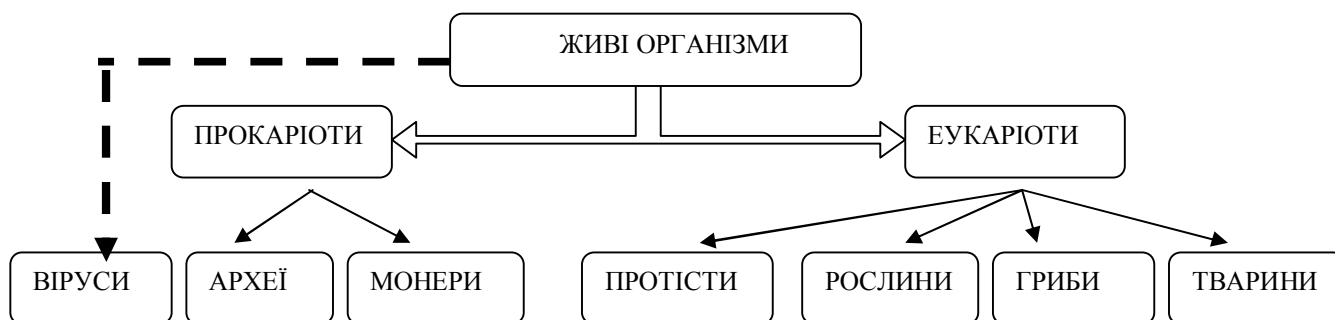 ЖИВІ ОРГАНІЗМИ
ПРОКАРІОТИ
ЕУКАРІОТИ
ВІРУСИ
АРХЕЇ
МОНЕРИ
ПРОТІСТИ
РОСЛИНИ
ГРИБИ
ТВАРИНИ